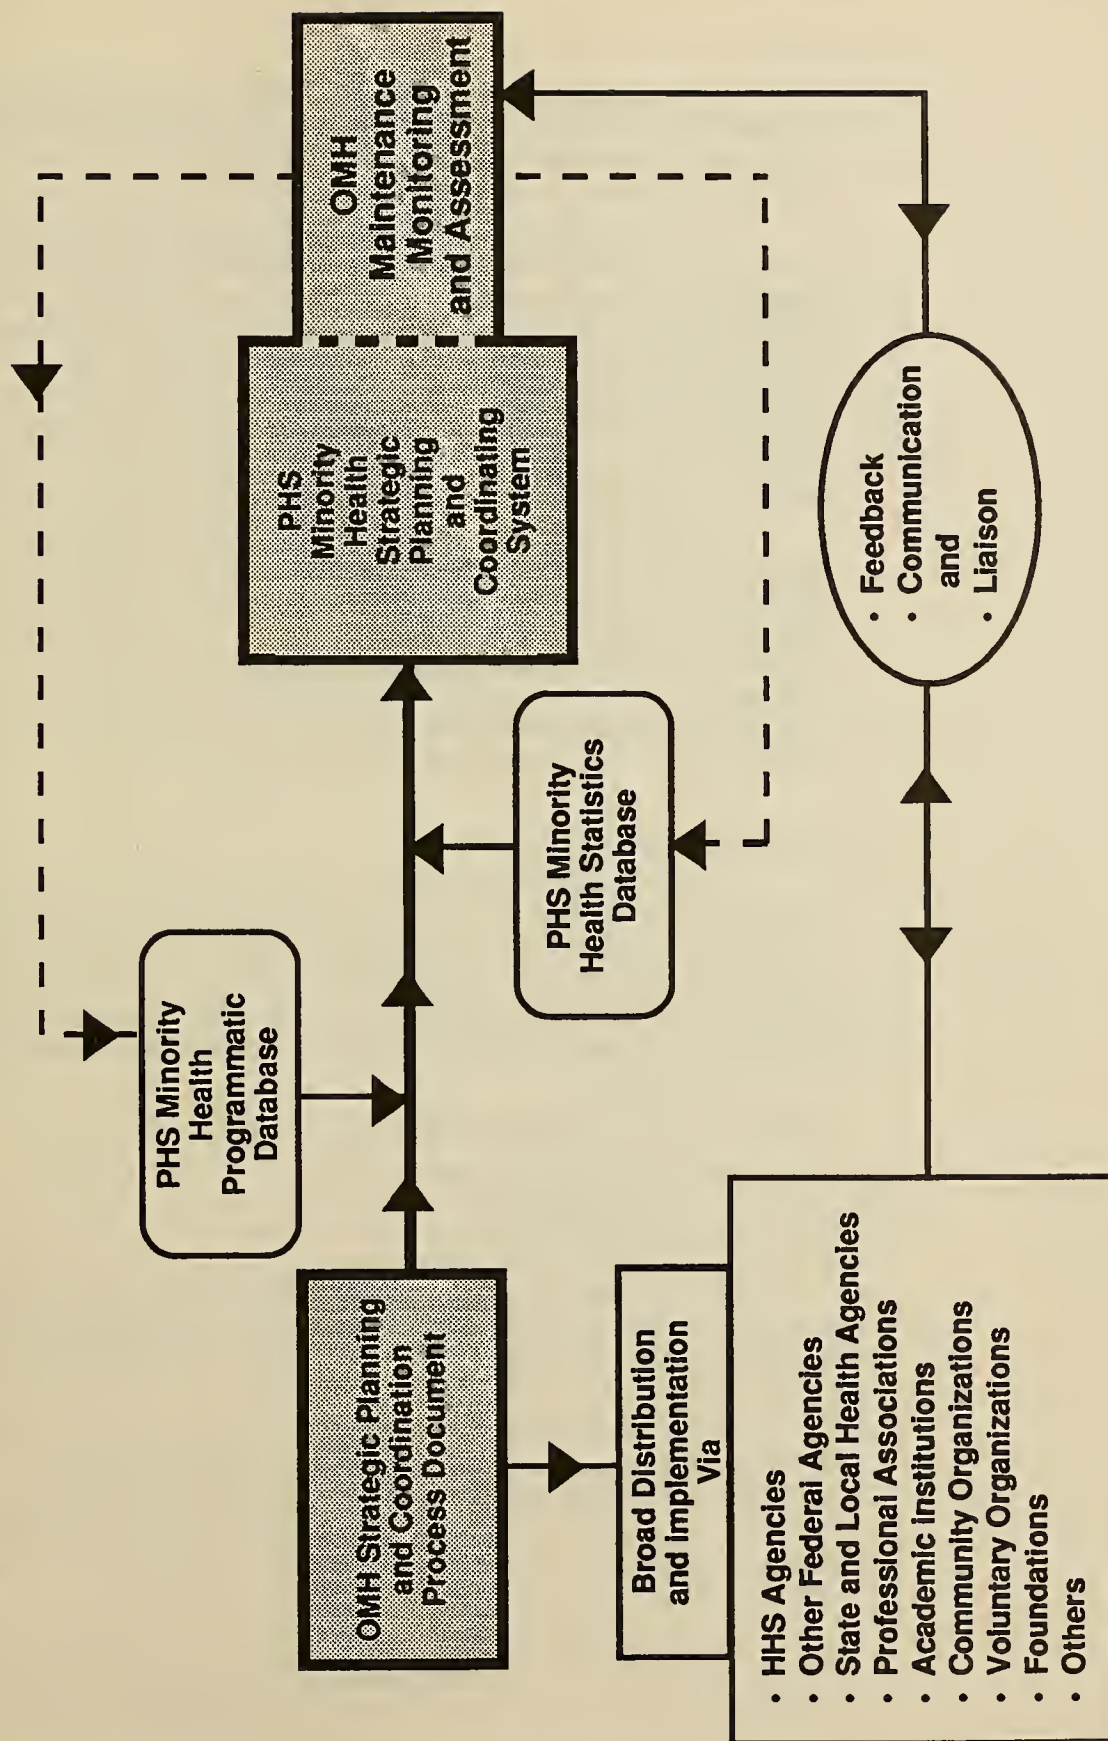 OMH Strategic Planning
and Coordination
Process Document
PHS Minority
Health
Programmatic
Database
PHS Minority
Health Statistics
Database
PHS
Minority
Health
Strategic
Planning
and
Coordinating
System
OMH
Maintenance
Monitoring
and Assessment
Broad Distribution
and Implementation
Via
• HHS Agencies
• Other Federal Agencies
• State and Local Health Agencies
• Professional Associations
• Academic Institutions
• Community Organizations
• Voluntary Organizations
• Foundations
• Others
• Feedback
• Communication
and
• Liaison